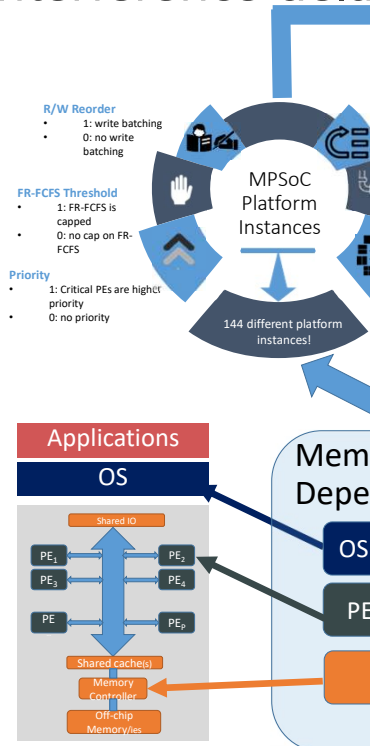 R/W Reorder
• 1: write batching
• 0: no write
batching
FR-FCFS Threshold
• 1: FR-FCFS is
capped
• 0: no cap on FR-
FCFS
Priority
• 1: Critical PEs are higher
priority
• 0: no priority
MPSoC
Platform
Instances
144 different platform
instances!
Applications
OS
Shared IO
PE1
PE2
PE3
PE4
PE
PEP
Shared cache(s)
Memory
Controller
Off-chip
Memory/ies
Mem
Depe
OS
PE